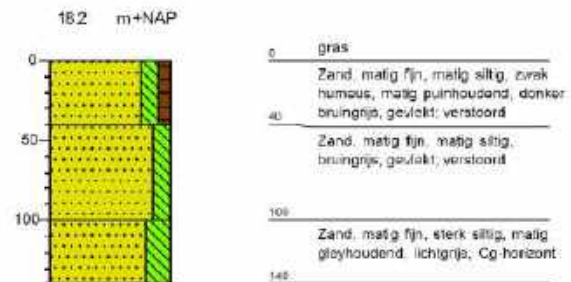 18.2 m+NAP
0
gras
Zand, matig fijn, matig siltig, zwak
humeus, matig puinhoudend, donker
bruingrijs, gevlekt; verstoord
40
Zand, matig fijn, matig siltig,
bruingrijs, gevlekt; verstoord
100
Zand, matig fijn, sterk siltig, matig
gleyhoudend, lichtgrijs, Cg-horizont
140
0
50
100